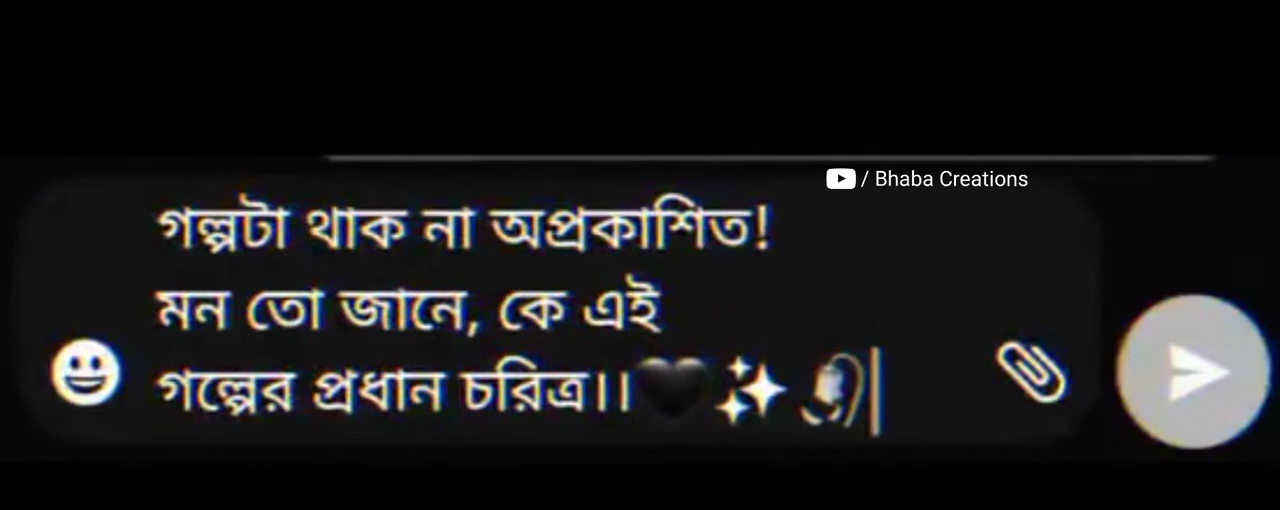 / Bhaba Creations
গল্পটা থাক না অপ্রকাশিত!
মন তো জানে, কে এই
গল্পের প্রধান চরিত্র।।🖤✨